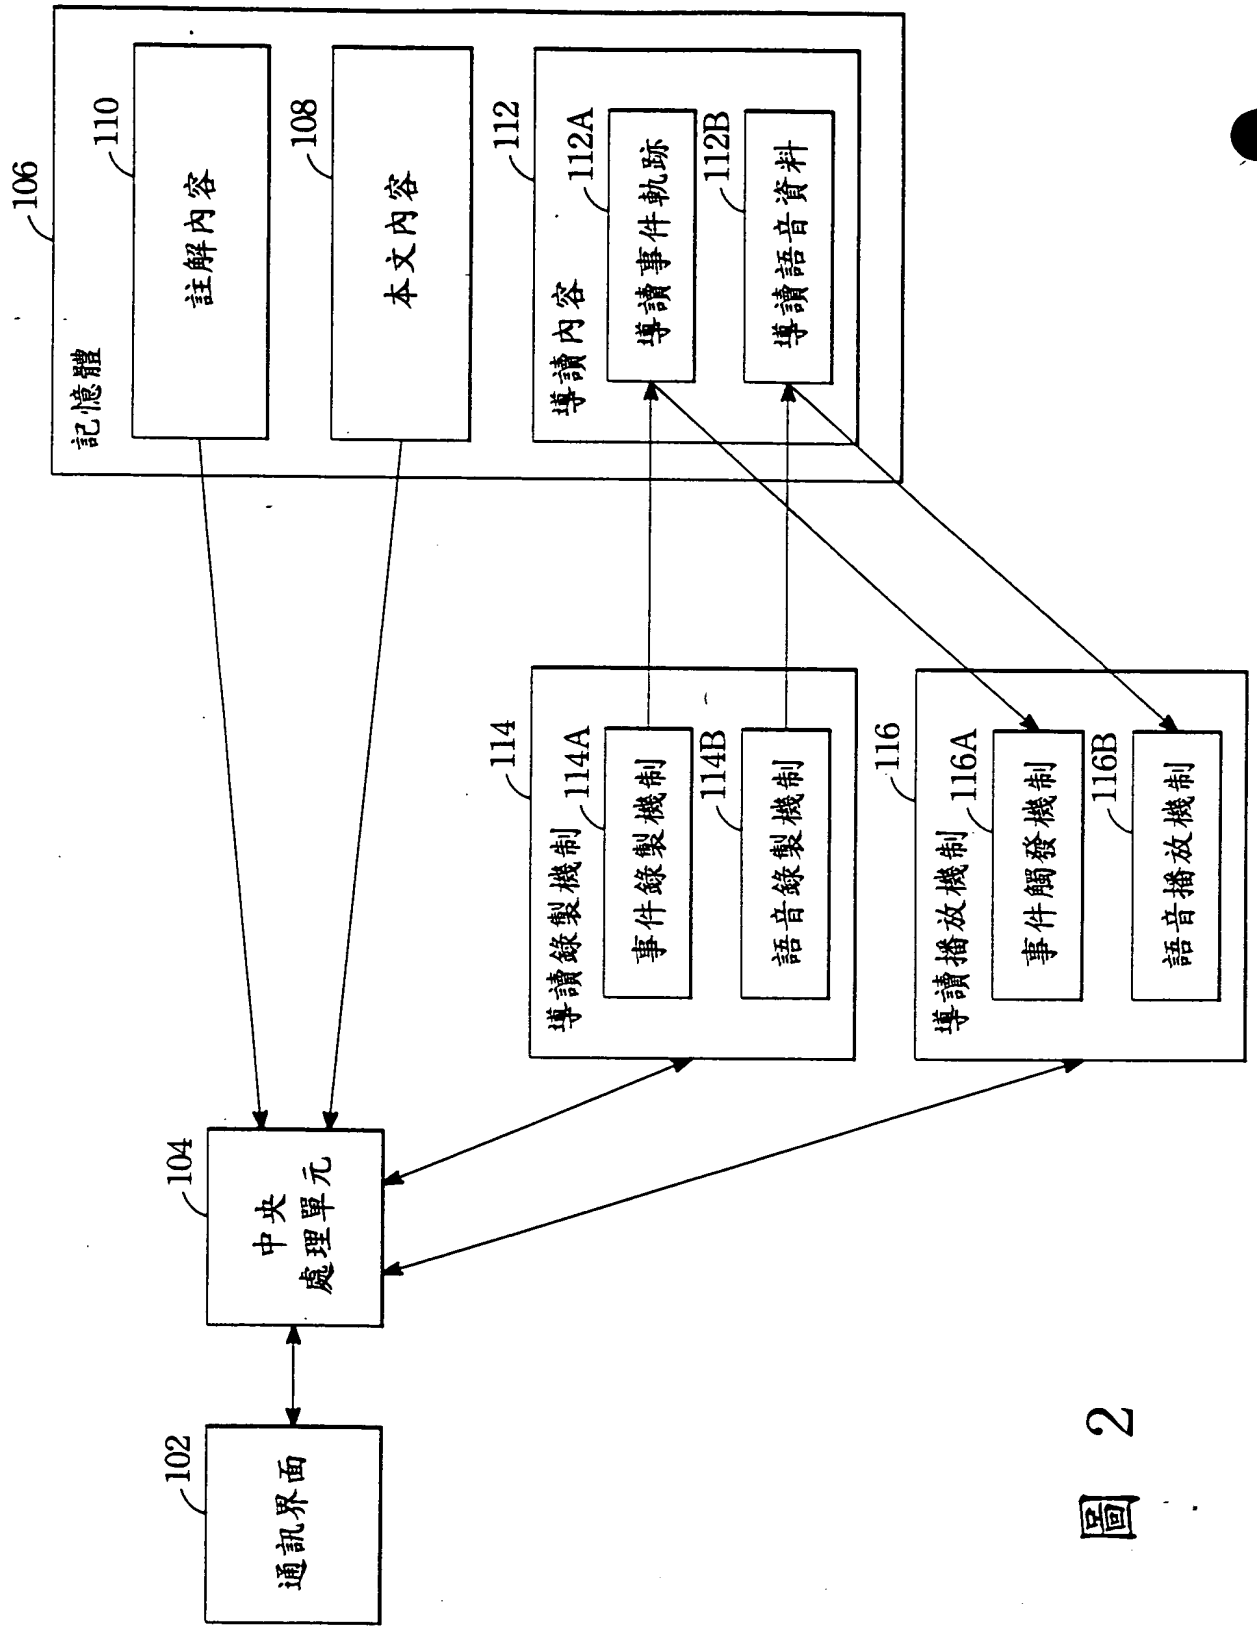 106
記憶體
110
註解內容
108
本文內容
112
導讀內容
112A
導讀事件軌跡
112B
導讀語音資料
104
中央
處理單元
102
通訊界面
114
導讀錄製機制
114A
事件錄製機制
114B
語音錄製機制
116
導讀播放機制
116A
事件觸發機制
116B
語音播放機制
圖 2